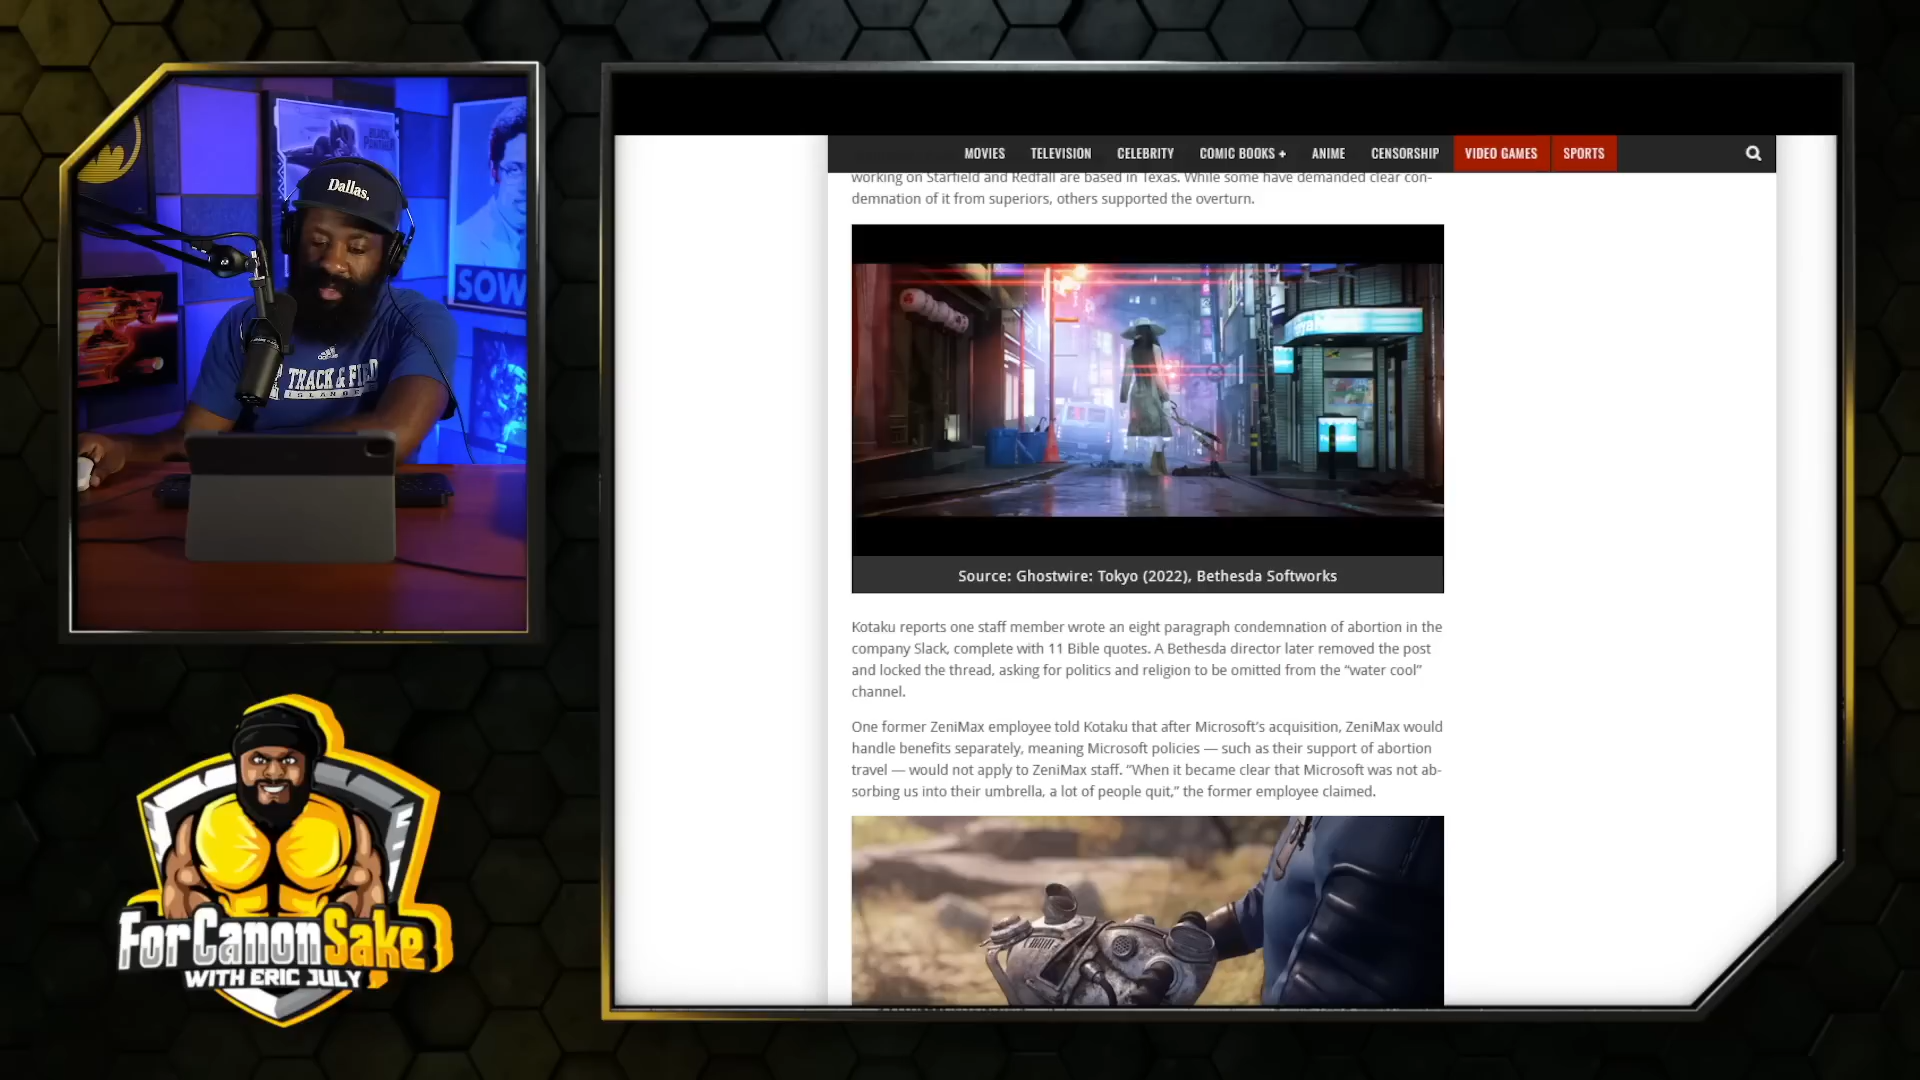 BLACK
PANTHER
Dallas.
SOW
TRACK & FIELD
ISLANDE
ForCanonSake
WITH ERIC JULY
MOVIES TELEVISION CELEBRITY COMIC BOOKS + ANIME CENSORSHIP VIDEO GAMES SPORTS
working on Starfield and Redfall are based in Texas. While some have demanded clear con-
demnation of it from superiors, others supported the overturn.
Source: Ghostwire: Tokyo (2022), Bethesda Softworks
Kotaku reports one staff member wrote an eight paragraph condemnation of abortion in the
company Slack, complete with 11 Bible quotes. A Bethesda director later removed the post
and locked the thread, asking for politics and religion to be omitted from the “water cool”
channel.
One former ZeniMax employee told Kotaku that after Microsoft’s acquisition, ZeniMax would
handle benefits separately, meaning Microsoft policies — such as their support of abortion
travel — would not apply to ZeniMax staff. “When it became clear that Microsoft was not ab-
sorbing us into their umbrella, a lot of people quit,” the former employee claimed.